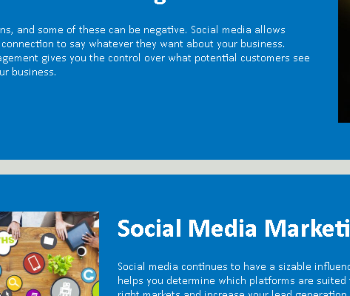 ns, and some of these can be negative. Social media allows
connection to say whatever they want about your business.
agement gives you the control over what potential customers see
ur business.
Social Media Marketi
Social media continues to have a sizable influenc
helps you determine which platforms are suited
right markets and increase your lead generation